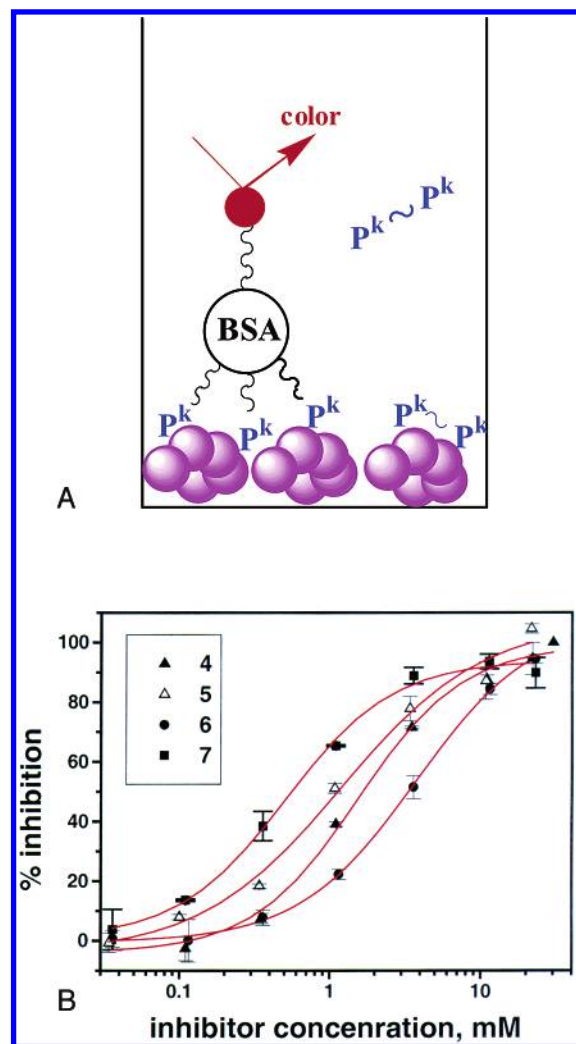 color
P^k ~ P^k
BSA
P^k P^k P^k
P^k P^k
A
100
80
60
40
20
0
4
5
6
7
% inhibition
0.1 1 10
inhibitor concenration, mM
B